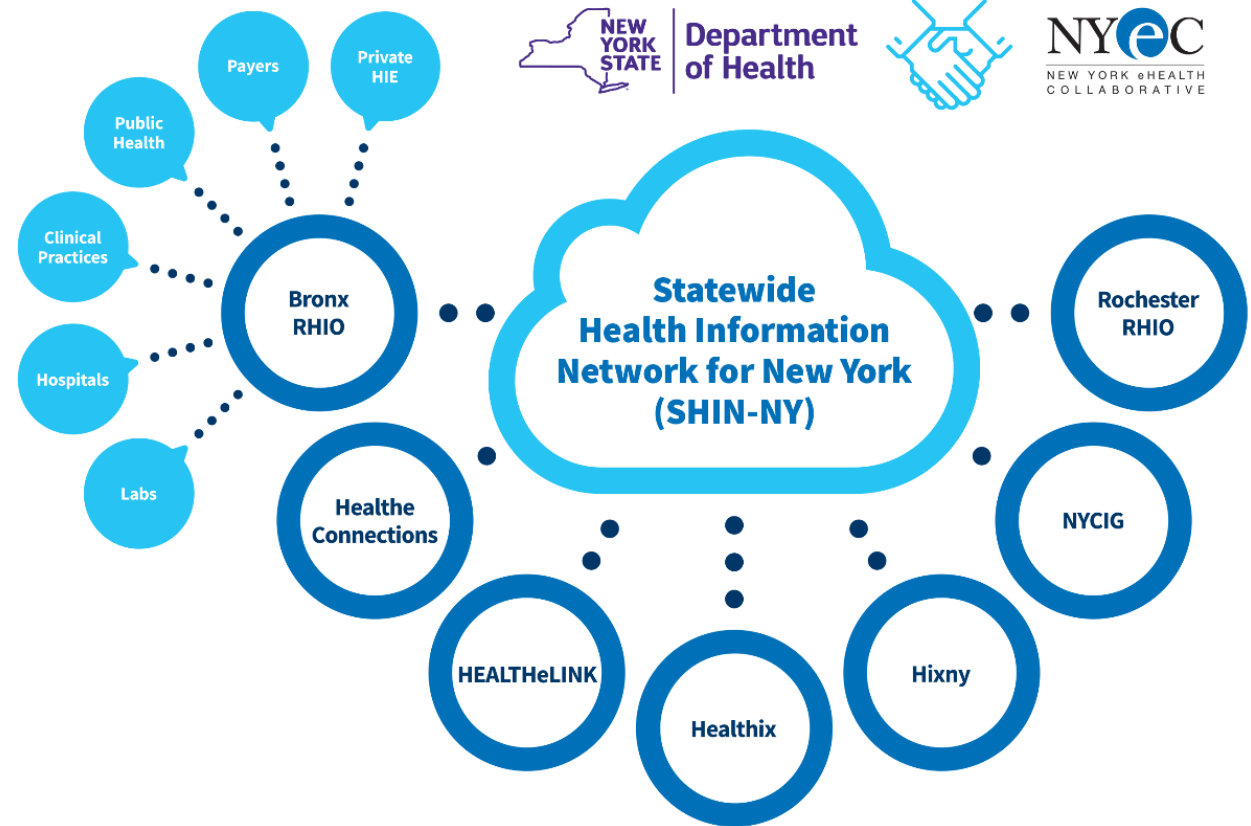 NEW
YORK
STATE
Department
of Health
NYeC
NEW YORK eHEALTH
COLLABORATIVE
Payers
Private
HIE
Public
Health
Clinical
Practices
Hospitals
Labs
Bronx
RHIO
Statewide
Health Information
Network for New York
(SHIN-NY)
Rochester
RHIO
Healthe
Connections
NYCIG
HEALTHeLINK
Hixny
Healthix